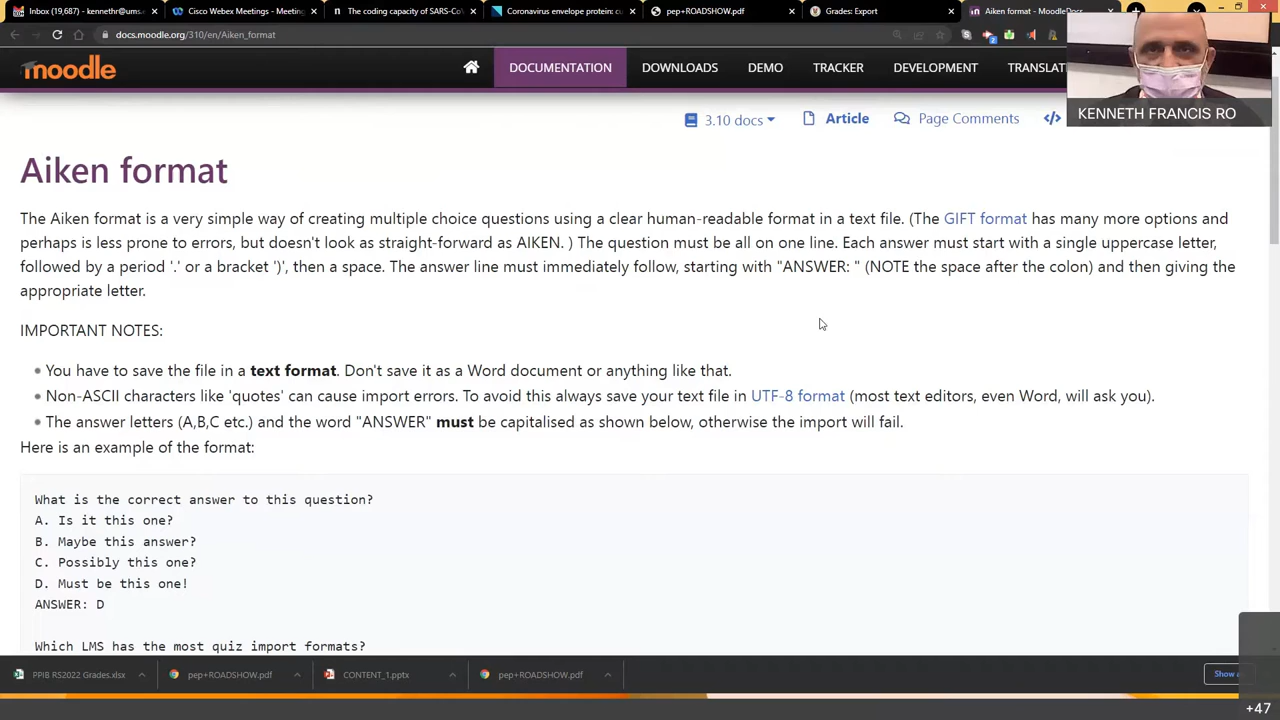 Inbox (19,687) - kennethr@ums.
Cisco Webex Meetings - Meeting
The coding capacity of SARS-CoV
Coronavirus envelope protein: cu
pep+ROADSHOW.pdf
Grades: Export
Aiken format - MoodleDocs
docs.moodle.org/310/en/Aiken_format
moodle
DOCUMENTATION
DOWNLOADS
DEMO
TRACKER
DEVELOPMENT
TRANSLAT
KENNETH FRANCIS RO
3.10 docs
Article
Page Comments
Aiken format
The Aiken format is a very simple way of creating multiple choice questions using a clear human-readable format in a text file. (The GIFT format has many more options and
perhaps is less prone to errors, but doesn't look as straight-forward as AIKEN. ) The question must be all on one line. Each answer must start with a single uppercase letter,
followed by a period '.' or a bracket ')', then a space. The answer line must immediately follow, starting with "ANSWER: " (NOTE the space after the colon) and then giving the
appropriate letter.
IMPORTANT NOTES:
You have to save the file in a text format. Don't save it as a Word document or anything like that.
Non-ASCII characters like 'quotes' can cause import errors. To avoid this always save your text file in UTF-8 format (most text editors, even Word, will ask you).
The answer letters (A,B,C etc.) and the word "ANSWER" must be capitalised as shown below, otherwise the import will fail.
Here is an example of the format:
What is the correct answer to this question?
A. Is it this one?
B. Maybe this answer?
C. Possibly this one?
D. Must be this one!
ANSWER: D
Which LMS has the most quiz import formats?
PPIB RS2022 Grades.xlsx
pep+ROADSHOW.pdf
CONTENT_1.pptx
pep+ROADSHOW.pdf
Show a
+47